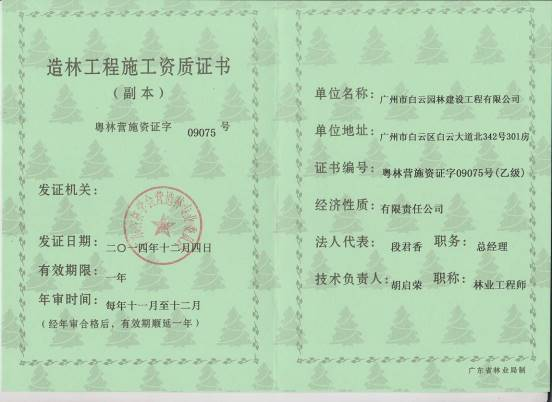 造林工程施工资质证书
（副本）
粤林营施资证字 09075 号
发证机关：
发证日期：二〇一四年十二月四日
有效期限：一年
年审时间：每年十一月至十二月
（经年审合格后，有效期顺延一年）
单位名称：广州市白云园林建设工程有限公司
单位地址：广州市白云区白云大道北342号301房
证书编号：粤林营施资证字09075号(乙级)
经济性质：有限责任公司
法人代表：段君香 职务：总经理
技术负责人：胡启荣 职称：林业工程师
广东省林业局制